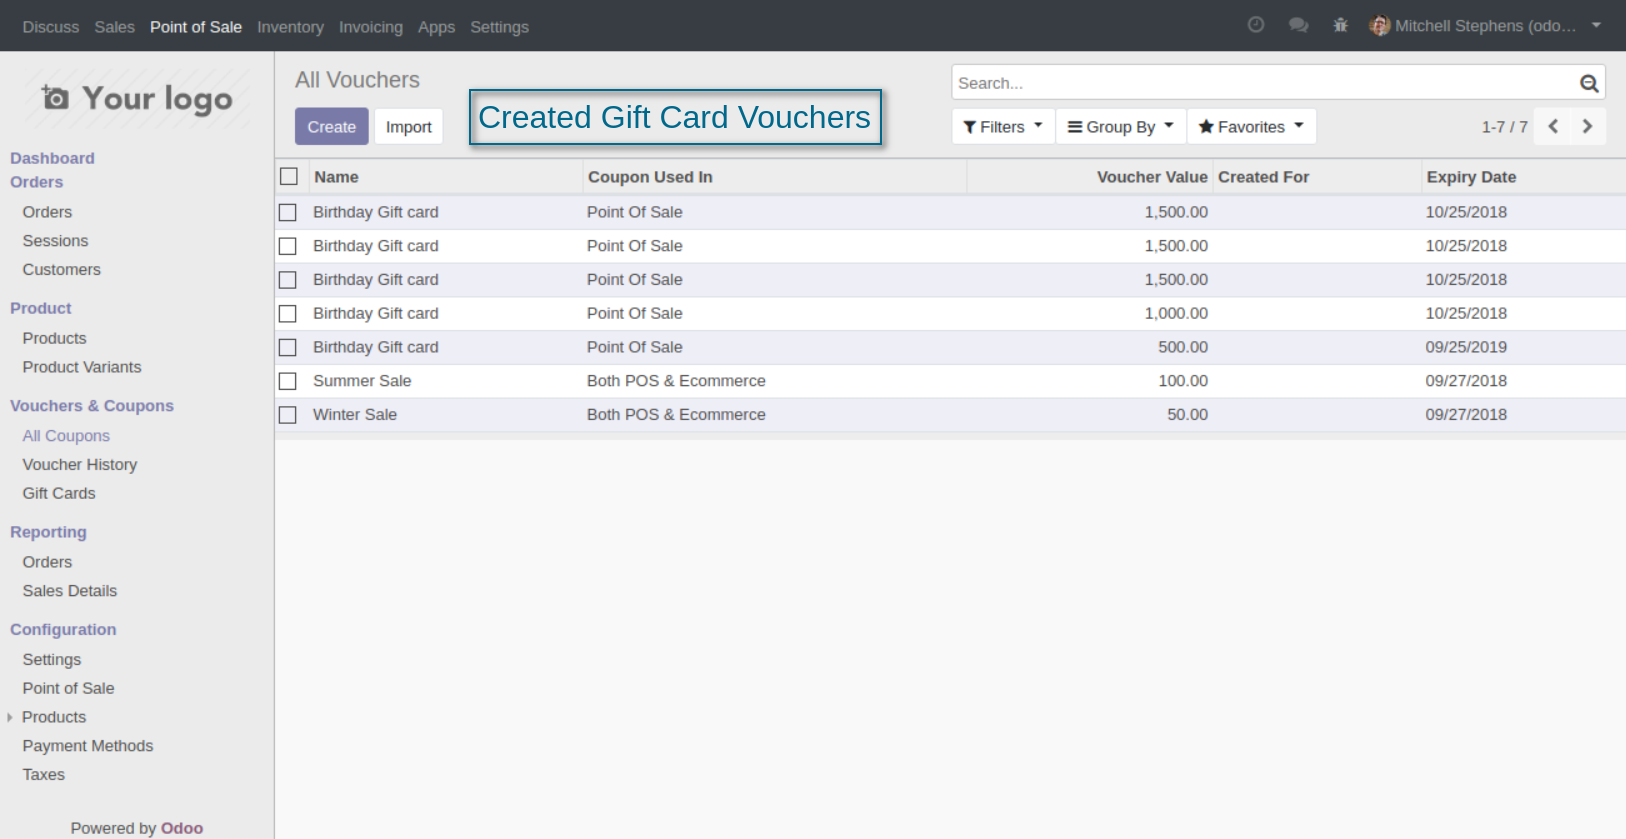 Discuss Sales Point of Sale Inventory Invoicing Apps Settings Mitchell Stephens (odo...
Your logo
All Vouchers
Search...
Create Import
Created Gift Card Vouchers
Filters Group By Favorites 1-7 / 7
Dashboard
Orders
Orders
Sessions
Customers
Product
Products
Product Variants
Vouchers & Coupons
All Coupons
Voucher History
Gift Cards
Reporting
Orders
Sales Details
Configuration
Settings
Point of Sale
Products
Payment Methods
Taxes
Powered by Odoo
Name Coupon Used In Voucher Value Created For Expiry Date
Birthday Gift card Point Of Sale 1,500.00 10/25/2018
Birthday Gift card Point Of Sale 1,500.00 10/25/2018
Birthday Gift card Point Of Sale 1,500.00 10/25/2018
Birthday Gift card Point Of Sale 1,000.00 10/25/2018
Birthday Gift card Point Of Sale 500.00 09/25/2019
Summer Sale Both POS & Ecommerce 100.00 09/27/2018
Winter Sale Both POS & Ecommerce 50.00 09/27/2018